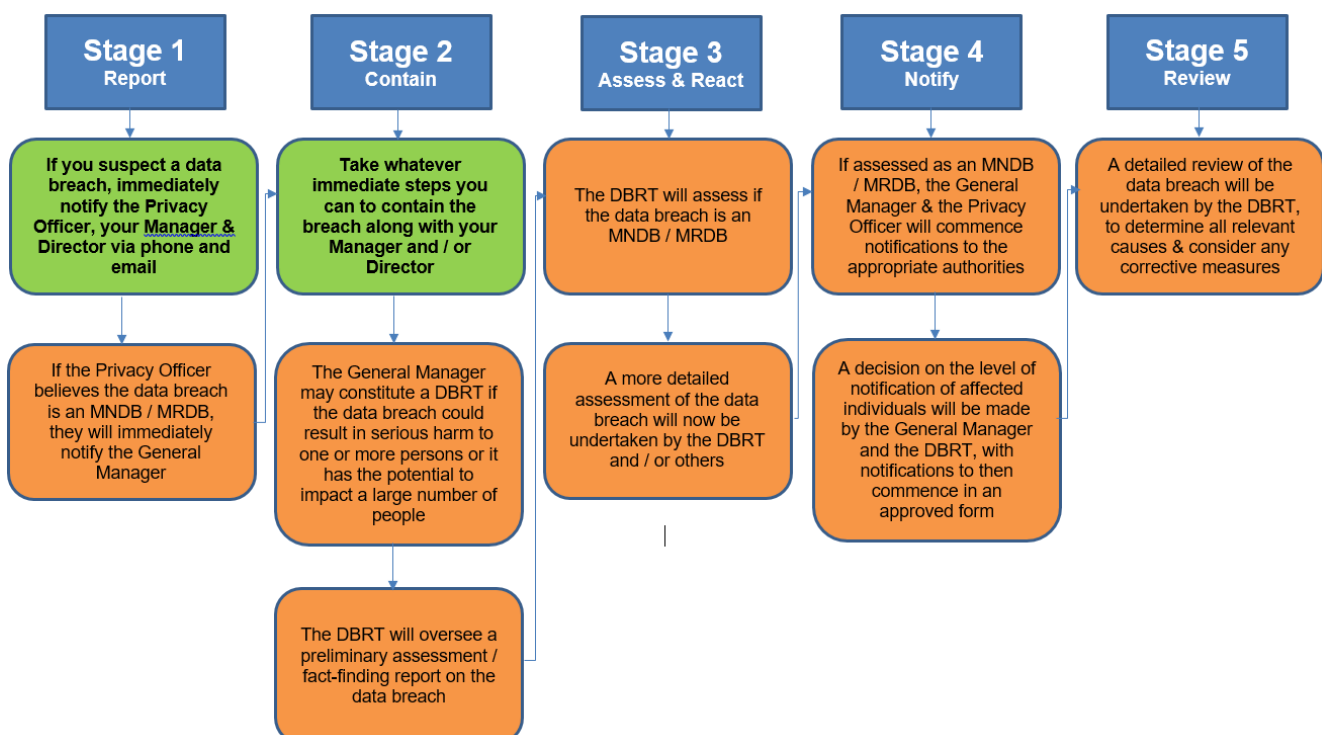 Stage 1
Report
If you suspect a data
breach, immediately
notify the Privacy
Officer, your Manager &
Director via phone and
email
If the Privacy Officer
believes the data breach
is an MNDB / MRDB,
they will immediately
notify the General
Manager
Stage 2
Contain
Take whatever
immediate steps you
can to contain the
breach along with your
Manager and / or
Director
The General Manager
may constitute a DBRT if
the data breach could
result in serious harm to
one or more persons or it
has the potential to
impact a large number of
people
The DBRT will oversee a
preliminary assessment /
fact-finding report on the
data breach
Stage 3
Assess & React
The DBRT will assess if
the data breach is an
MNDB / MRDB
A more detailed
assessment of the data
breach will now be
undertaken by the DBRT
and / or others
Stage 4
Notify
If assessed as an MNDB
/ MRDB, the General
Manager & the Privacy
Officer will commence
notifications to the
appropriate authorities
A decision on the level of
notification of affected
individuals will be made
by the General Manager
and the DBRT, with
notifications to then
commence in an
approved form
Stage 5
Review
A detailed review of the
data breach will be
undertaken by the DBRT,
to determine all relevant
causes & consider any
corrective measures